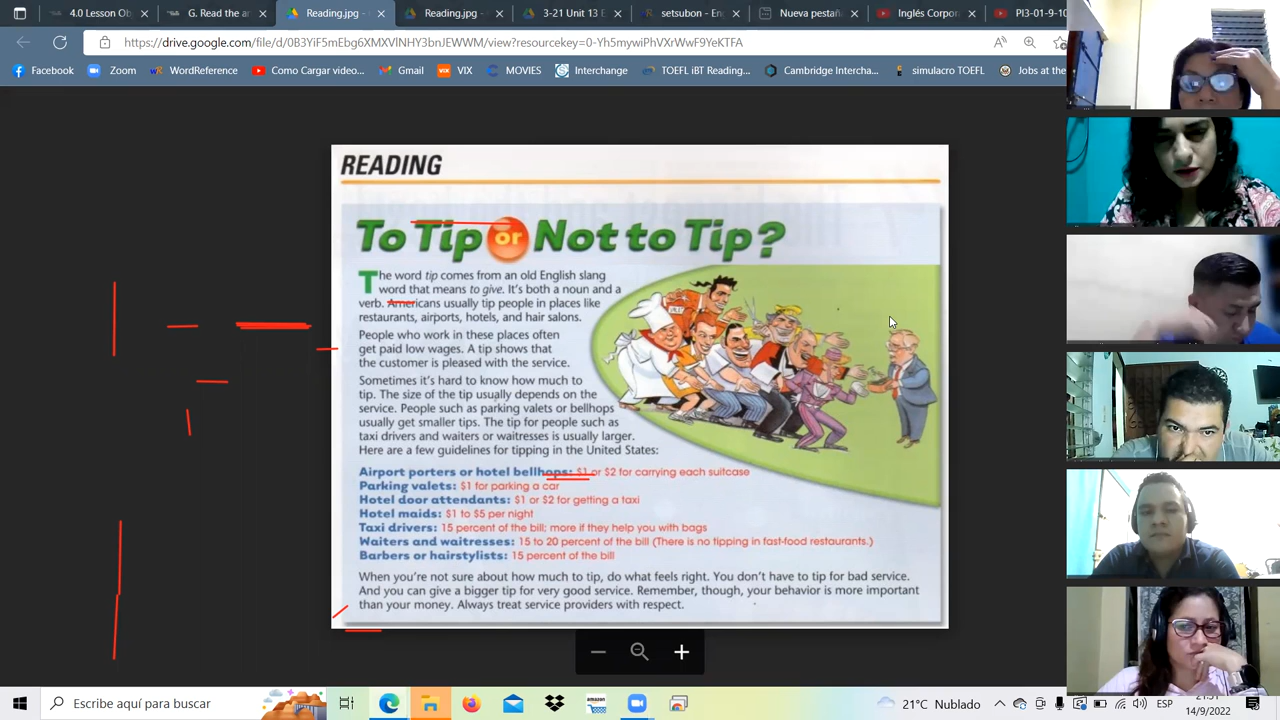 4.0 Lesson Ob
G. Read the ar
Reading.jpg -
Reading.jpg -
3-21 Unit 13
setsubun - En
Nueva pestañ
Inglés Conv
PI3-01-9-10
https://drive.google.com/file/d/0B3YiF5mEbg6xMXVlNHY3bnJEWWM/view?resourcekey=0-Yh5mywiPhVXrWwF9YeKTFA
Facebook
Zoom
WordReference
Cómo Cargar vídeo...
Gmail
VIX
GAMES
Interchange
TOEFL iBT Reading...
Cambridge Intercha...
simulacro TOEFL
Jobs at the
READING
To Tip or Not to Tip?
The word tip comes from an old English slang
word that means to give. It's both a noun and a
verb. Americans usually tip people in places like
restaurants, airports, hotels, and hair salons.
People who work in these places often
get paid low wages. A tip shows that
the customer is pleased with the service.
Sometimes it's hard to know how much to
tip. The size of the tip usually depends on the
service. People such as parking valets or bellhops
usually get smaller tips. The tip for people such as
taxi drivers and waiters or waitresses is usually larger.
Here are a few guidelines for tipping in the United States:
Airport porters or hotel bellhops: $1 or $2 for carrying each suitcase
Parking valets: $1 for parking a car
Hotel door attendants: $1 or $2 for getting a taxi
Hotel maids: $1 to $5 per night
Taxi drivers: 15 percent of the bill; more if they help you with bags
Waiters and waitresses: 15 to 20 percent of the bill (There is no tipping in fast-food restaurants.)
Barbers or hairstylists: 15 percent of the bill
When you're not sure about how much to tip, do what feels right. You don't have to tip for bad service.
And you can give a bigger tip for very good service. Remember, though, your behavior is more important
than your money. Always treat service providers with respect.
Escribe aquí para buscar
amazon
21°C Nublado
ESP
14/9/2022